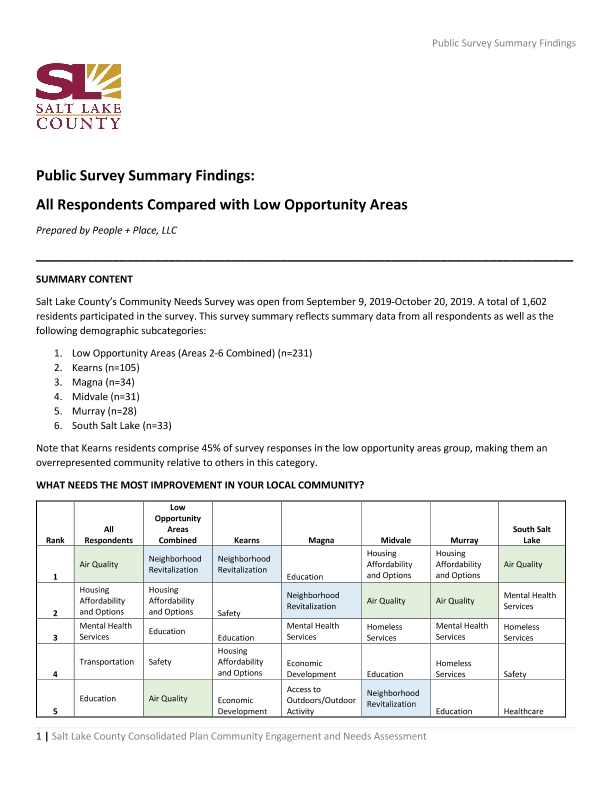 Public Survey Summary Findings
SL
SALT LAKE
COUNTY
Public Survey Summary Findings:
All Respondents Compared with Low Opportunity Areas
Prepared by People + Place, LLC
SUMMARY CONTENT
Salt Lake County’s Community Needs Survey was open from September 9, 2019-October 20, 2019. A total of 1,602
residents participated in the survey. This survey summary reflects summary data from all respondents as well as the
following demographic subcategories:
1. Low Opportunity Areas (Areas 2-6 Combined) (n=231)
2. Kearns (n=105)
3. Magna (n=34)
4. Midvale (n=31)
5. Murray (n=28)
6. South Salt Lake (n=33)
Note that Kearns residents comprise 45% of survey responses in the low opportunity areas group, making them an
overrepresented community relative to others in this category.
WHAT NEEDS THE MOST IMPROVEMENT IN YOUR LOCAL COMMUNITY?
Rank
All
Respondents
Low
Opportunity
Areas
Combined
Kearns
Magna
Midvale
Murray
South Salt
Lake
1
Air Quality
Neighborhood
Revitalization
Neighborhood
Revitalization
Education
Housing
Affordability
and Options
Housing
Affordability
and Options
Air Quality
2
Housing
Affordability
and Options
Housing
Affordability
and Options
Safety
Neighborhood
Revitalization
Air Quality
Air Quality
Mental Health
Services
3
Mental Health
Services
Education
Education
Mental Health
Services
Homeless
Services
Mental Health
Services
Homeless
Services
4
Transportation
Safety
Housing
Affordability
and Options
Economic
Development
Education
Homeless
Services
Safety
5
Education
Air Quality
Economic
Development
Access to
Outdoors/Outdoor
Activity
Neighborhood
Revitalization
Education
Healthcare
1 | Salt Lake County Consolidated Plan Community Engagement and Needs Assessment